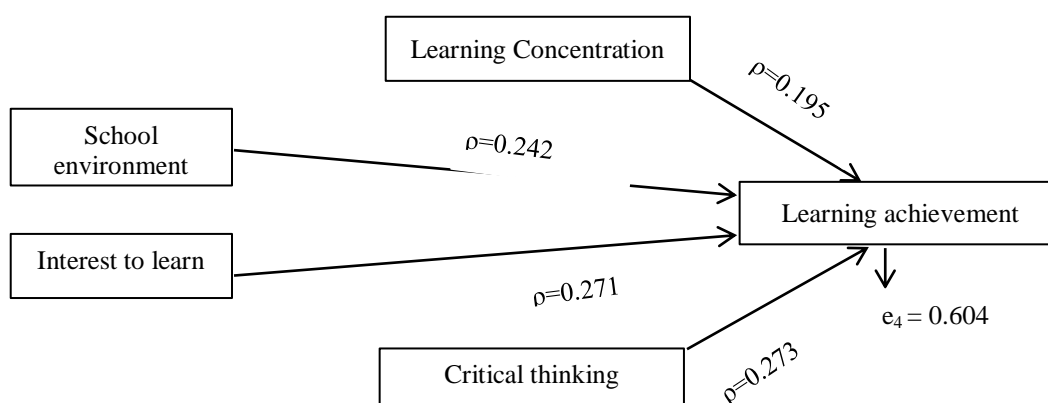 Learning Concentration
ρ=0.195
School
environment
ρ=0.242
Learning achievement
Interest to learn
ρ=0.271
e₄ = 0.604
Critical thinking
ρ=0.273